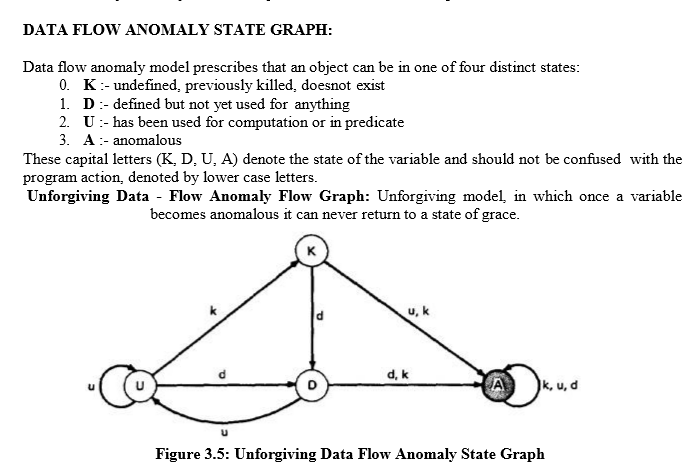 DATA FLOW ANOMALY STATE GRAPH:
Data flow anomaly model prescribes that an object can be in one of four distinct states:
0. K :- undefined, previously killed, doesnot exist
1. D :- defined but not yet used for anything
2. U :- has been used for computation or in predicate
3. A :- anomalous
These capital letters (K, D, U, A) denote the state of the variable and should not be confused with the
program action, denoted by lower case letters.
Unforgiving Data - Flow Anomaly Flow Graph: Unforgiving model, in which once a variable
becomes anomalous it can never return to a state of grace.
K
k
d
u, k
u
U
d
D
d, k
A
k, u, d
u
Figure 3.5: Unforgiving Data Flow Anomaly State Graph